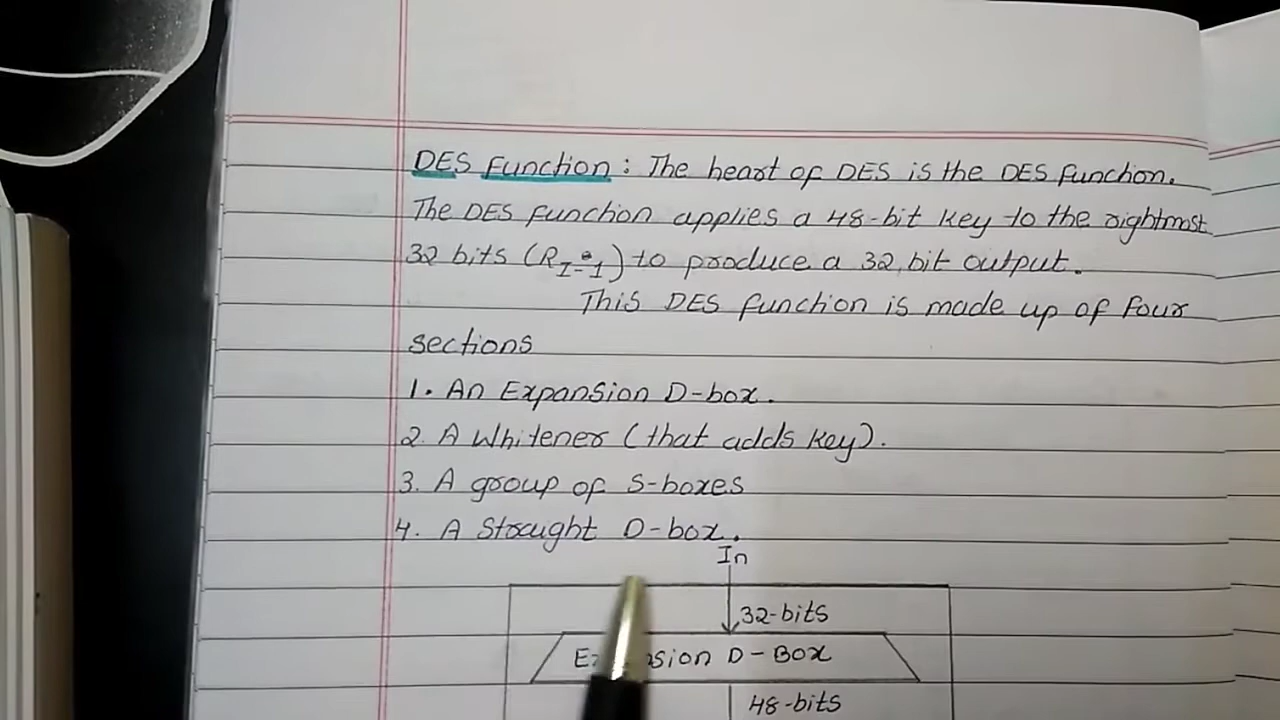 DES Function: The heart of DES is the DES function.
The DES function applies a 48-bit key to the rightmost
32 bits (R_I-1) to produce a 32 bit output.
This DES function is made up of four
sections
1. An Expansion D-box.
2. A Whitener (that adds key).
3. A group of S-boxes
4. A Straught D-box.
In
32-bits
D-BOX
48-bits